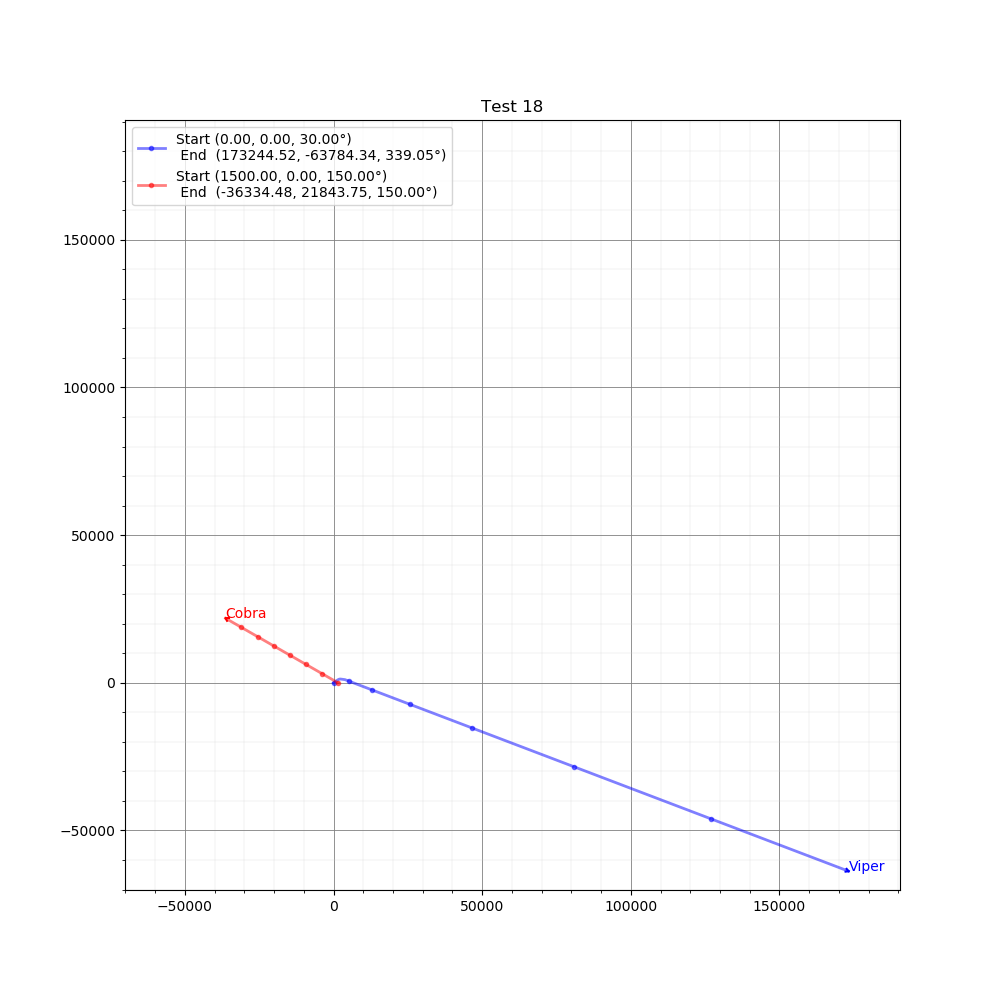 Test 18
Start (0.00, 0.00, 30.00°)
End (173244.52, -63784.34, 339.05°)
Start (1500.00, 0.00, 150.00°)
End (-36334.48, 21843.75, 150.00°)
150000
100000
50000
Cobra
0
−50000
Viper
−50000 0 50000 100000 150000